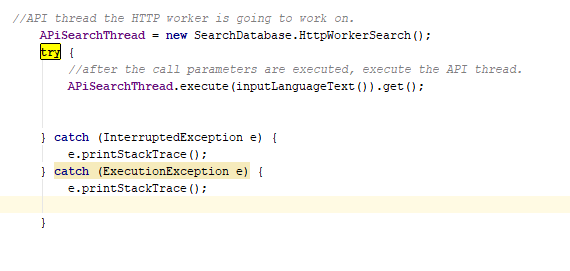 //API thread the HTTP worker is going to work on.
APiSearchThread = new SearchDatabase.HttpWorkerSearch();
try {
//after the call parameters are executed, execute the API thread.
APiSearchThread.execute(inputLanguageText()).get();
} catch (InterruptedException e) {
e.printStackTrace();
} catch (ExecutionException e) {
e.printStackTrace();
}